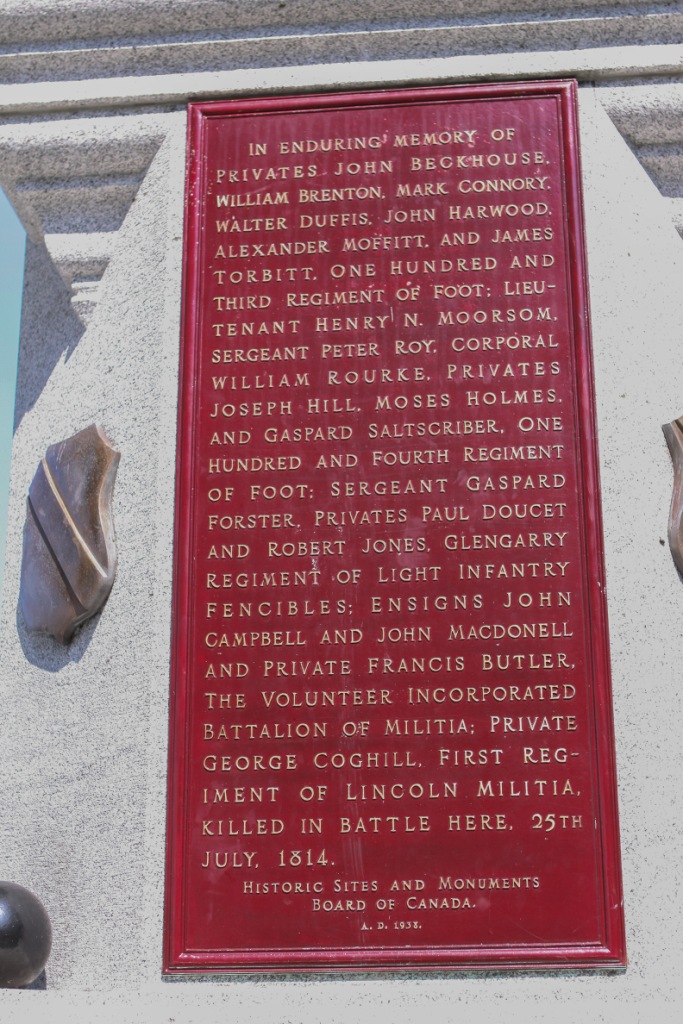 IN ENDURING MEMORY OF
PRIVATES JOHN BECKHOUSE,
WILLIAM BRENTON, MARK CONNORY,
WALTER DUFFIS, JOHN HARWOOD,
ALEXANDER MOFFITT, AND JAMES
TORBITT, ONE HUNDRED AND
THIRD REGIMENT OF FOOT; LIEU-
TENANT HENRY N. MOORSOM,
SERGEANT PETER ROY, CORPORAL
WILLIAM ROURKE, PRIVATES
JOSEPH HILL, MOSES HOLMES,
AND GASPARD SALTSCRIBER, ONE
HUNDRED AND FOURTH REGIMENT
OF FOOT; SERGEANT GASPARD
FORSTER, PRIVATES PAUL DOUCET
AND ROBERT JONES, GLENGARRY
REGIMENT OF LIGHT INFANTRY
FENCIBLES; ENSIGNS JOHN
CAMPBELL AND JOHN MACDONELL
AND PRIVATE FRANCIS BUTLER,
THE VOLUNTEER INCORPORATED
BATTALION OF MILITIA; PRIVATE
GEORGE COGHILL, FIRST REG-
IMENT OF LINCOLN MILITIA,
KILLED IN BATTLE HERE, 25TH
JULY, 1814.
HISTORIC SITES AND MONUMENTS
BOARD OF CANADA.
A. D. 1938.